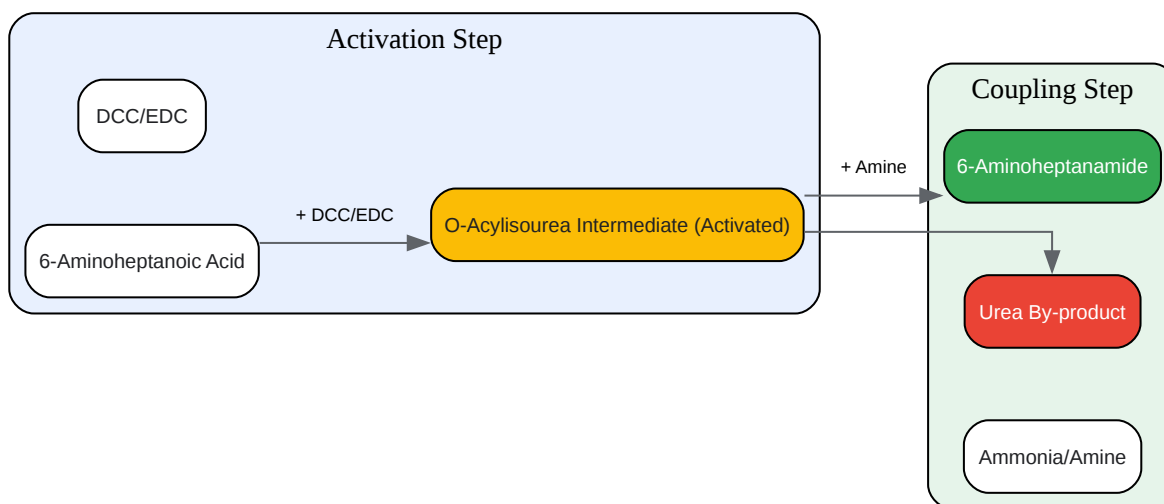 Activation Step
DCC/EDC
6-Aminoheptanoic Acid
+ DCC/EDC
O-Acylisourea Intermediate (Activated)
+ Amine
Coupling Step
6-Aminoheptanamide
Urea By-product
Ammonia/Amine